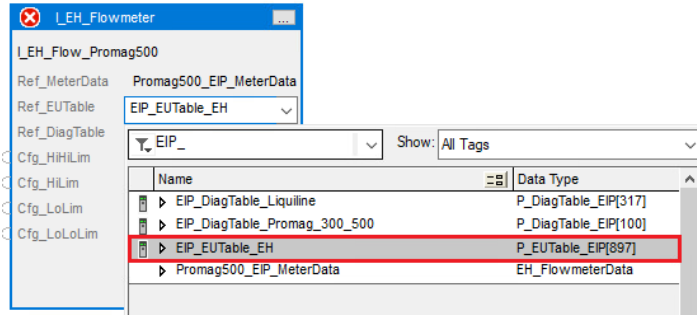 I_EH_Flowmeter ...
I_EH_Flow_Promag500
Ref_MeterData Promag500_EIP_MeterData
Ref_EUTable EIP_EUTable_EH
Ref_DiagTable
EIP_ Show: All Tags
Cfg_HiHiLim
Cfg_HiLim
Cfg_LoLim
Cfg_LoLoLim
Name Data Type
EIP_DiagTable_Liquiline P_DiagTable_EIP[317]
EIP_DiagTable_Promag_300_500 P_DiagTable_EIP[100]
EIP_EUTable_EH P_EUTable_EIP[897]
Promag500_EIP_MeterData EH_FlowmeterData